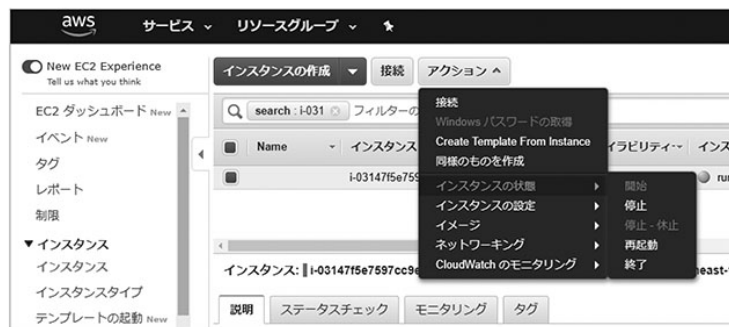 aws サービス リソースグループ
New EC2 Experience
Tell us what you think
EC2 ダッシュボード New
イベント New
タグ
レポート
制限
インスタンス
インスタンス
インスタンスタイプ
テンプレートの起動 New
インスタンスの作成 接続 アクション
search : i-031 フィルターの
Name インスタンス イラビリティー インス
i-03147f5e759 run
接続
Windows パスワードの取得
Create Template From Instance
同様のものを作成
インスタンスの状態
インスタンスの設定
イメージ
ネットワーキング
CloudWatch のモニタリング
開始
停止
停止 - 休止
再起動
終了
インスタンス: i-03147f5e7597cc9e east-
説明 ステータスチェック モニタリング タグ